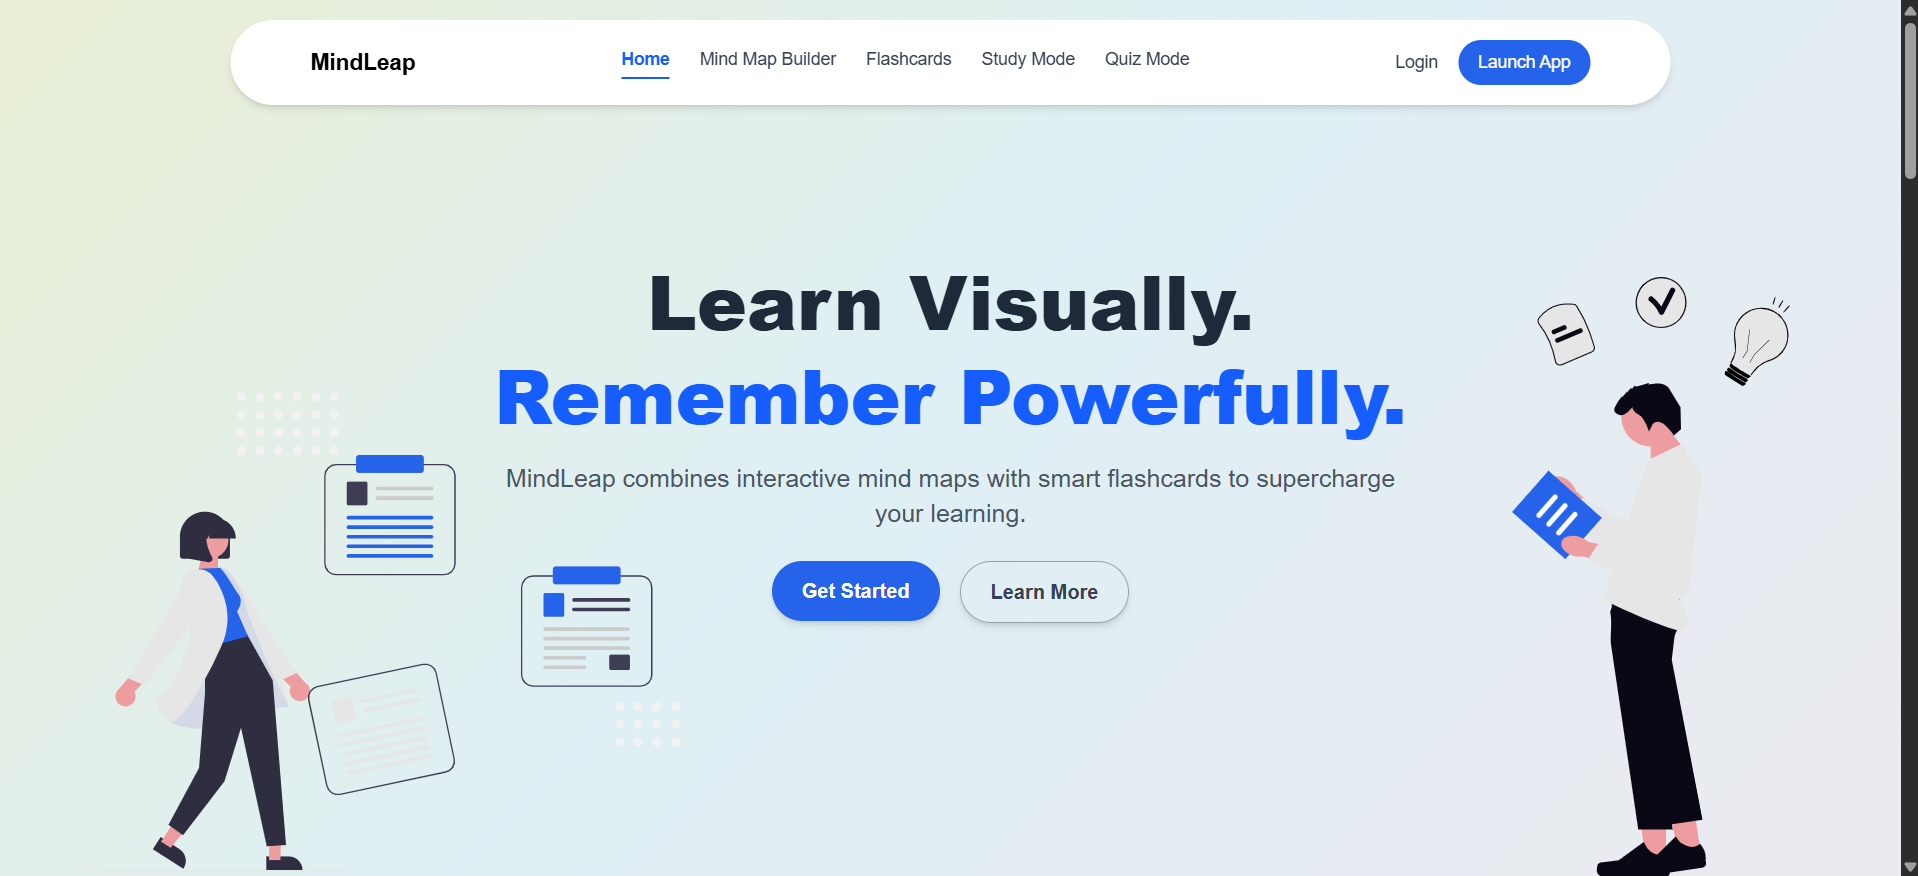 MindLeap
Home
Mind Map Builder
Flashcards
Study Mode
Quiz Mode
Login
Launch App
Learn Visually.
Remember Powerfully.
MindLeap combines interactive mind maps with smart flashcards to supercharge
your learning.
Get Started
Learn More